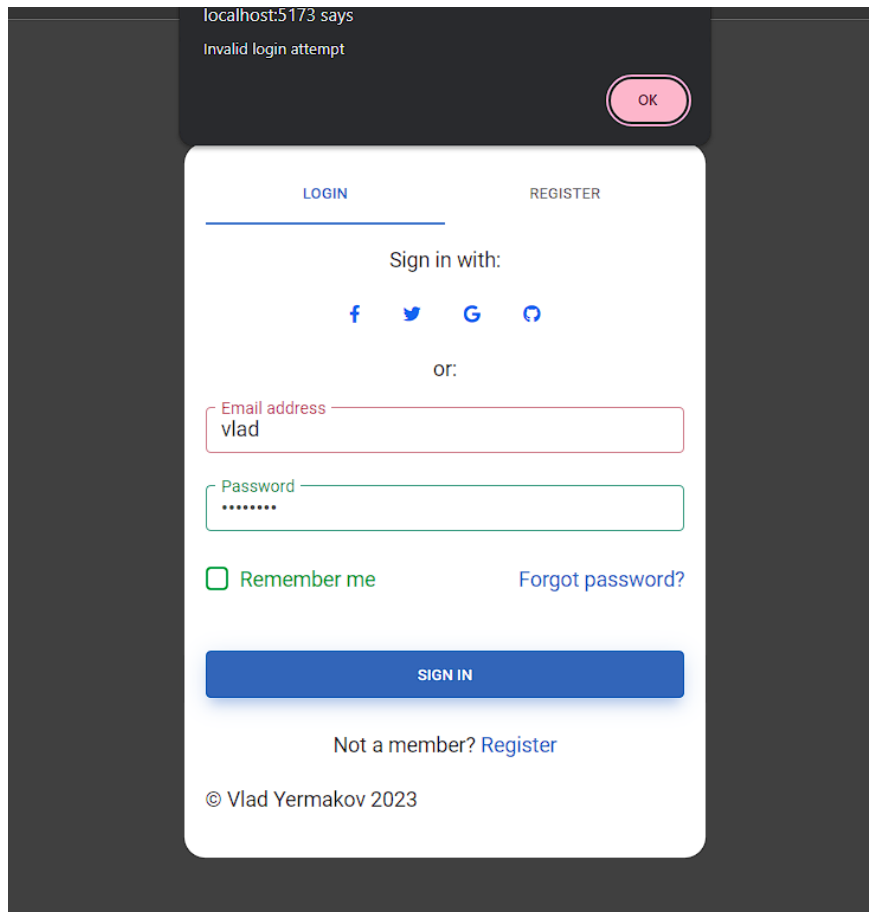 localhost:5173 says
Invalid login attempt
OK
LOGIN REGISTER
Sign in with:
or:
Email address
vlad
Password
••••••••
Remember me Forgot password?
SIGN IN
Not a member? Register
© Vlad Yermakov 2023